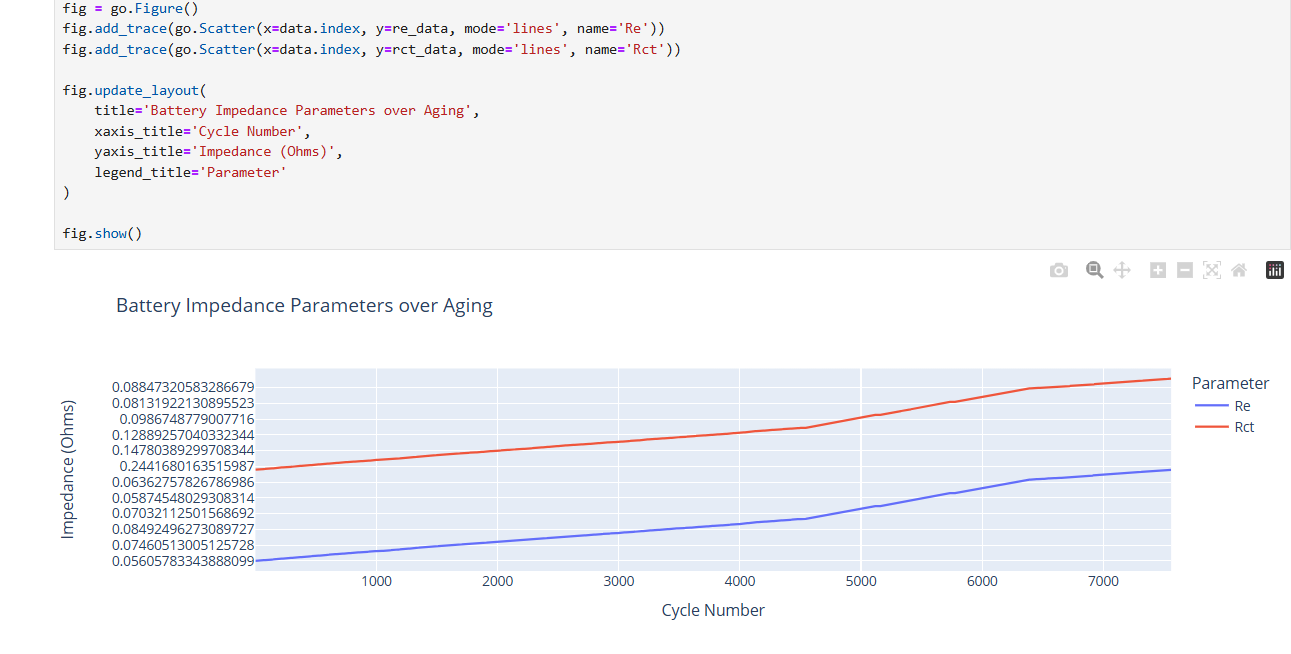 fig = go.Figure()
fig.add_trace(go.Scatter(x=data.index, y=re_data, mode='lines', name='Re'))
fig.add_trace(go.Scatter(x=data.index, y=rct_data, mode='lines', name='Rct'))
fig.update_layout(
    title='Battery Impedance Parameters over Aging',
    xaxis_title='Cycle Number',
    yaxis_title='Impedance (Ohms)',
    legend_title='Parameter'
)
fig.show()
Battery Impedance Parameters over Aging
Impedance (Ohms)
0.08847320583286679
0.08131922130895523
0.0986748779007716
0.12889257040332344
0.14780389299708344
0.2441680163515987
0.06362757826786986
0.05874548029308314
0.07032112501568692
0.08492496273089727
0.07460513005125728
0.05605783343888099
1000 2000 3000 4000 5000 6000 7000
Cycle Number
Parameter
Re
Rct